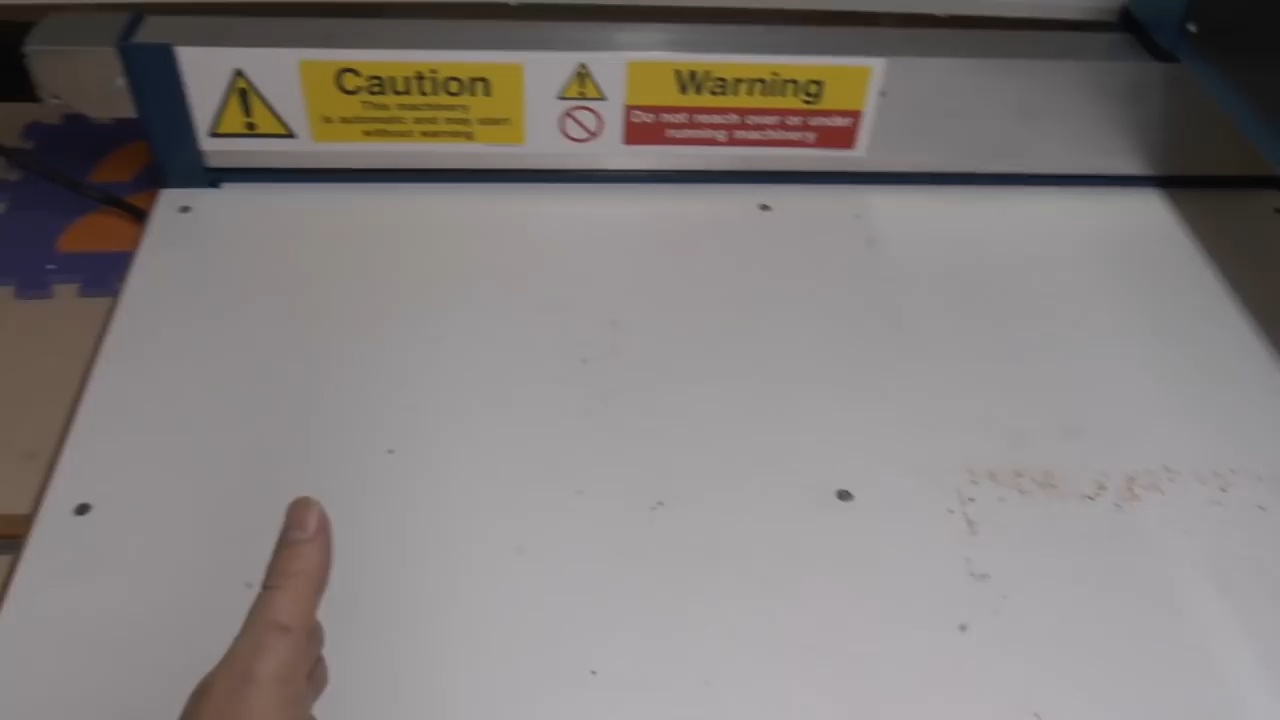 Caution
This machinery
is automatic and may start
without warning
Warning
Do not reach over or under
running machinery